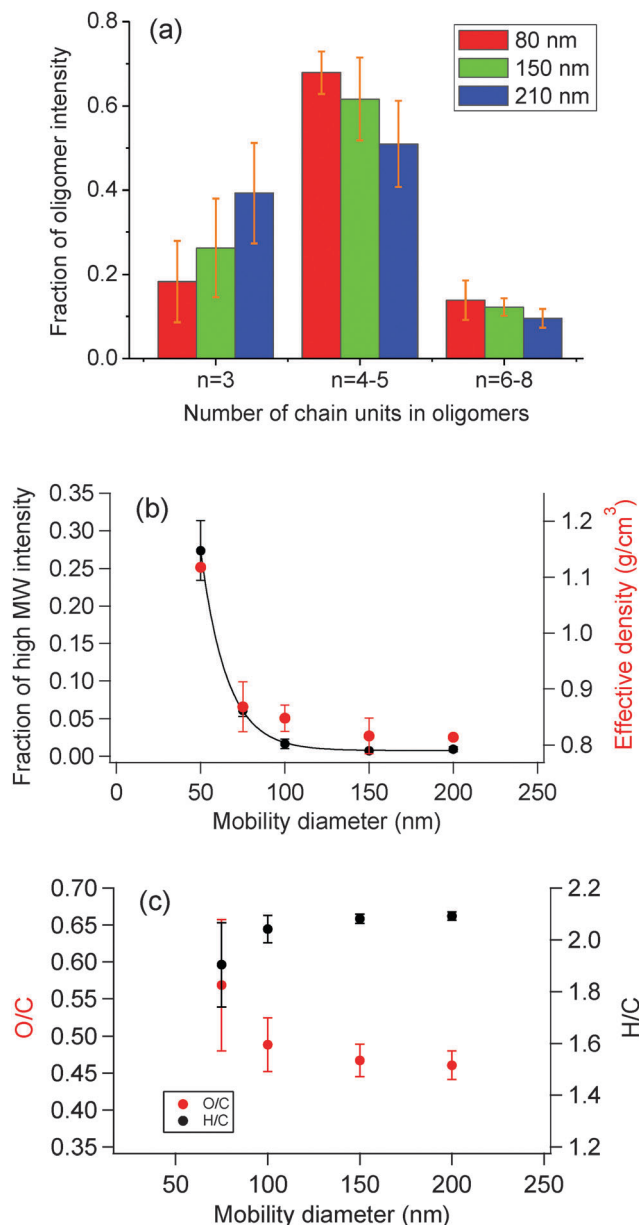 (a)
80 nm
150 nm
210 nm
0.8
0.6
0.4
0.2
0.0
Fraction of oligomer intensity
n=3
n=4-5
n=6-8
Number of chain units in oligomers
(b)
0.35
0.30
0.25
0.20
0.15
0.10
0.05
0.00
Fraction of high MW intensity
1.2
1.1
1.0
0.9
0.8
Effective density (g/cm³)
0 50 100 150 200 250
Mobility diameter (nm)
(c)
0.70
0.65
0.60
0.55
0.50
0.45
0.40
0.35
O/C
2.2
2.0
1.8
1.6
1.4
1.2
H/C
O/C
H/C
50 100 150 200 250
Mobility diameter (nm)